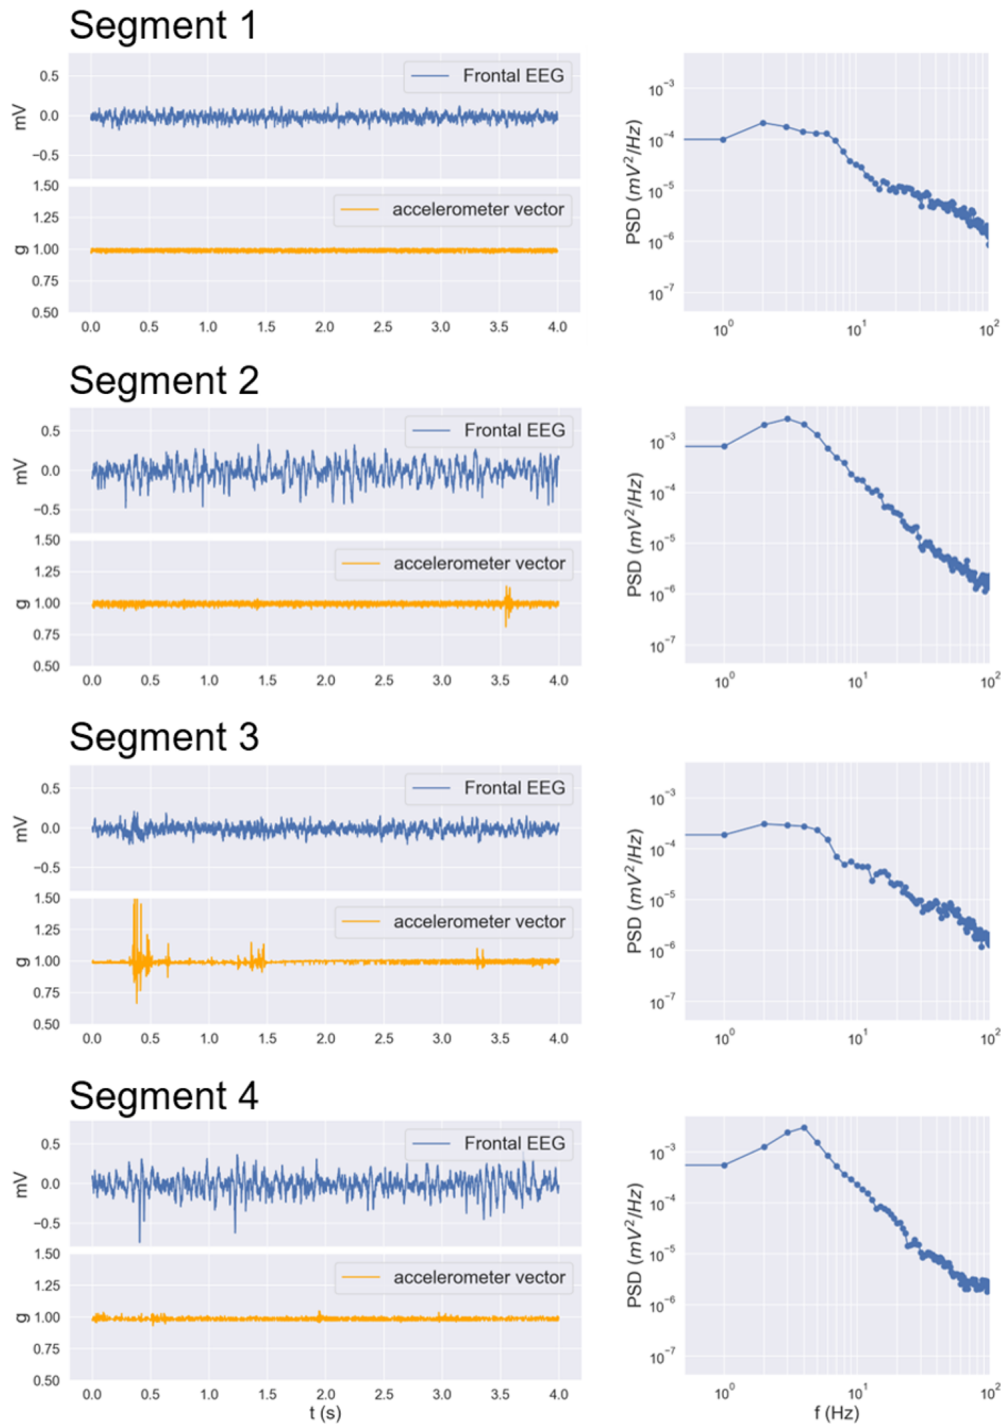 Segment 1
0.5
0.0
−0.5
mV
Frontal EEG
1.50
1.25
1.00
0.75
0.50
g
accelerometer vector
0.0 0.5 1.0 1.5 2.0 2.5 3.0 3.5 4.0
PSD (mV²/Hz)
10⁻³
10⁻⁴
10⁻⁵
10⁻⁶
10⁻⁷
10⁰ 10¹ 10²
Segment 2
0.5
0.0
−0.5
mV
Frontal EEG
1.50
1.25
1.00
0.75
0.50
g
accelerometer vector
0.0 0.5 1.0 1.5 2.0 2.5 3.0 3.5 4.0
PSD (mV²/Hz)
10⁻³
10⁻⁴
10⁻⁵
10⁻⁶
10⁻⁷
10⁰ 10¹ 10²
Segment 3
0.5
0.0
−0.5
mV
Frontal EEG
1.50
1.25
1.00
0.75
0.50
g
accelerometer vector
0.0 0.5 1.0 1.5 2.0 2.5 3.0 3.5 4.0
PSD (mV²/Hz)
10⁻³
10⁻⁴
10⁻⁵
10⁻⁶
10⁻⁷
10⁰ 10¹ 10²
Segment 4
0.5
0.0
−0.5
mV
Frontal EEG
1.50
1.25
1.00
0.75
0.50
g
accelerometer vector
0.0 0.5 1.0 1.5 2.0 2.5 3.0 3.5 4.0
t (s)
PSD (mV²/Hz)
10⁻³
10⁻⁴
10⁻⁵
10⁻⁶
10⁻⁷
10⁰ 10¹ 10²
f (Hz)